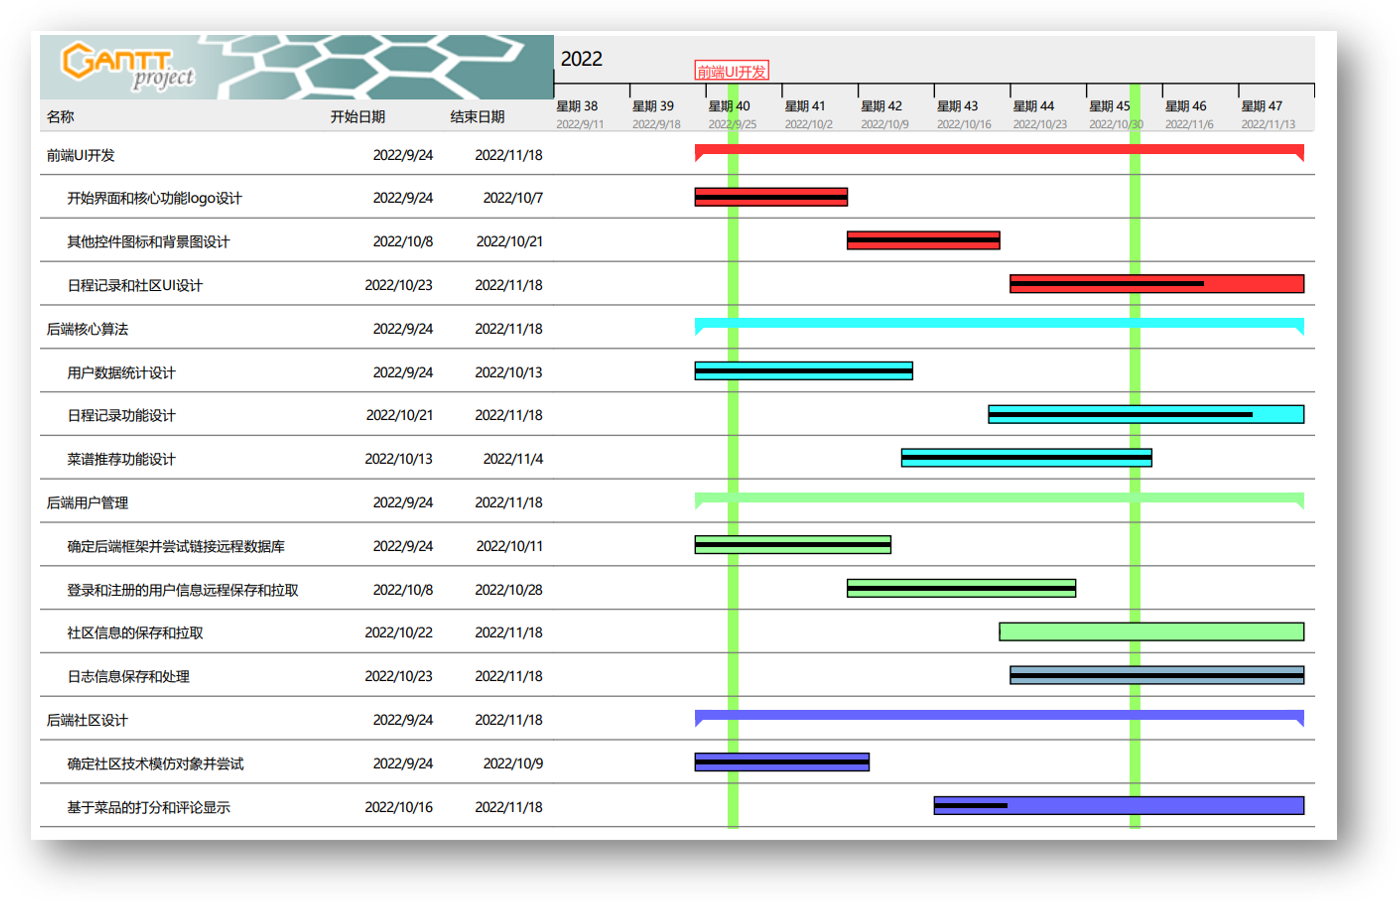 GANTT
project
2022
前端UI开发
名称 开始日期 结束日期
星期 38 星期 39 星期 40 星期 41 星期 42 星期 43 星期 44 星期 45 星期 46 星期 47
2022/9/11 2022/9/18 2022/9/25 2022/10/2 2022/10/9 2022/10/16 2022/10/23 2022/10/30 2022/11/6 2022/11/13
前端UI开发 2022/9/24 2022/11/18
开始界面和核心功能logo设计 2022/9/24 2022/10/7
其他控件图标和背景图设计 2022/10/8 2022/10/21
日程记录和社区UI设计 2022/10/23 2022/11/18
后端核心算法 2022/9/24 2022/11/18
用户数据统计设计 2022/9/24 2022/10/13
日程记录功能设计 2022/10/21 2022/11/18
菜谱推荐功能设计 2022/10/13 2022/11/4
后端用户管理 2022/9/24 2022/11/18
确定后端框架并尝试链接远程数据库 2022/9/24 2022/10/11
登录和注册的用户信息远程保存和拉取 2022/10/8 2022/10/28
社区信息的保存和拉取 2022/10/22 2022/11/18
日志信息保存和处理 2022/10/23 2022/11/18
后端社区设计 2022/9/24 2022/11/18
确定社区技术模仿对象并尝试 2022/9/24 2022/10/9
基于菜品的打分和评论显示 2022/10/16 2022/11/18